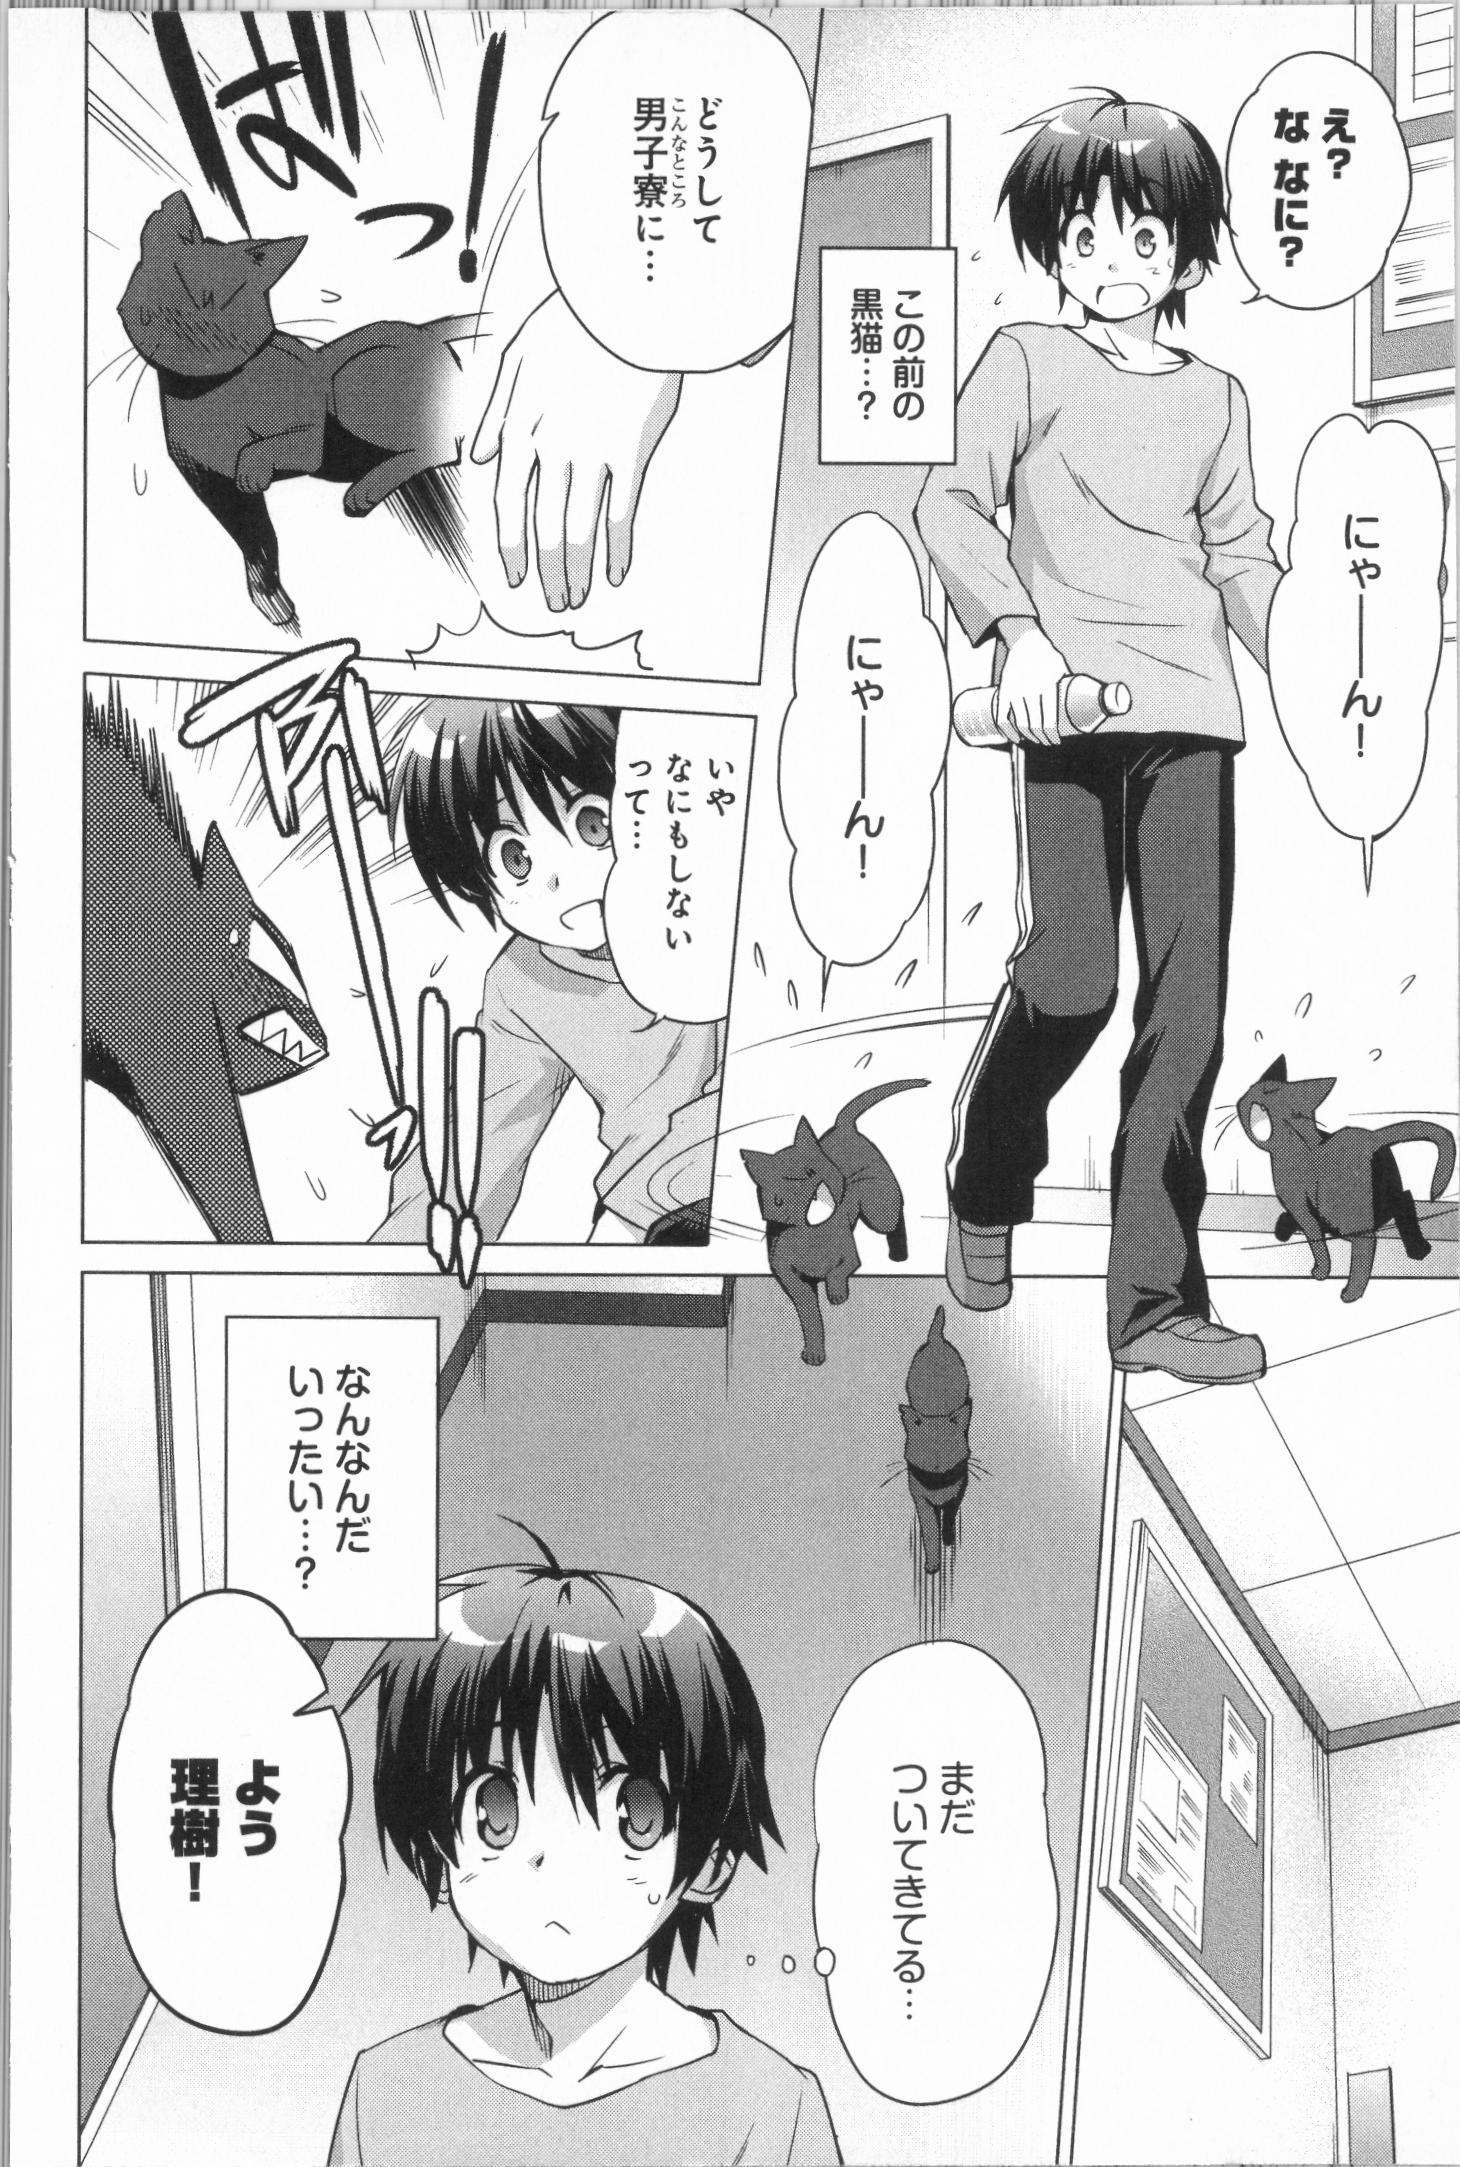 え？
な なに？
にゃーーん！
この前の
黒猫…？
にゃーーん！
どうして
男子寮に…
こんなところ
ばっ！
いや
なにもしない
って…
まだ
ついてきてる…
なんなんだ
いったい…？
よう
理樹！